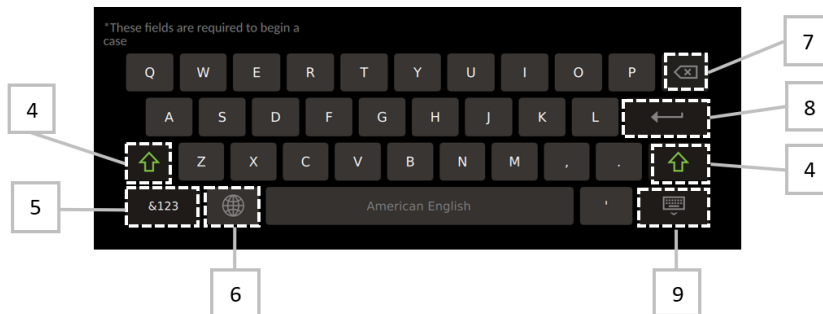 *These fields are required to begin a
case
7
Q W E R T Y U I O P
4
A S D F G H J K L
8
Z X C V B N M , .
4
5
&123
American English
'
6
9